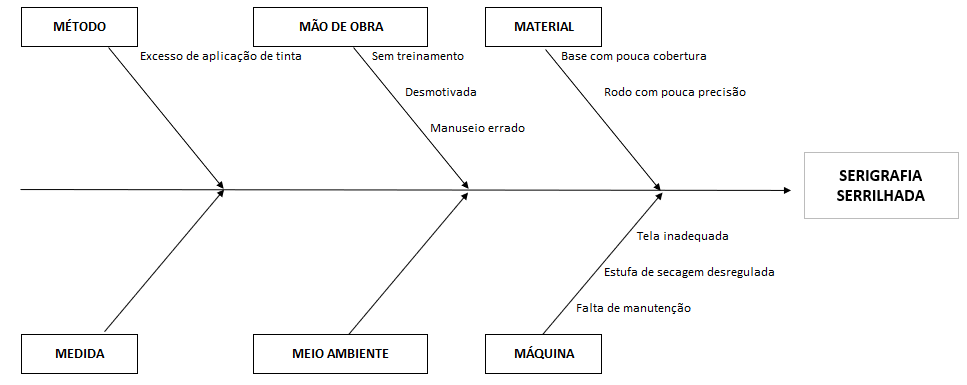 MÉTODO
MÃO DE OBRA
MATERIAL
Excesso de aplicação de tinta
Sem treinamento
Base com pouca cobertura
Desmotivada
Rodo com pouca precisão
Manuseio errado
SERIGRAFIA
SERRILHADA
Tela inadequada
Estufa de secagem desregulada
Falta de manutenção
MEDIDA
MEIO AMBIENTE
MÁQUINA